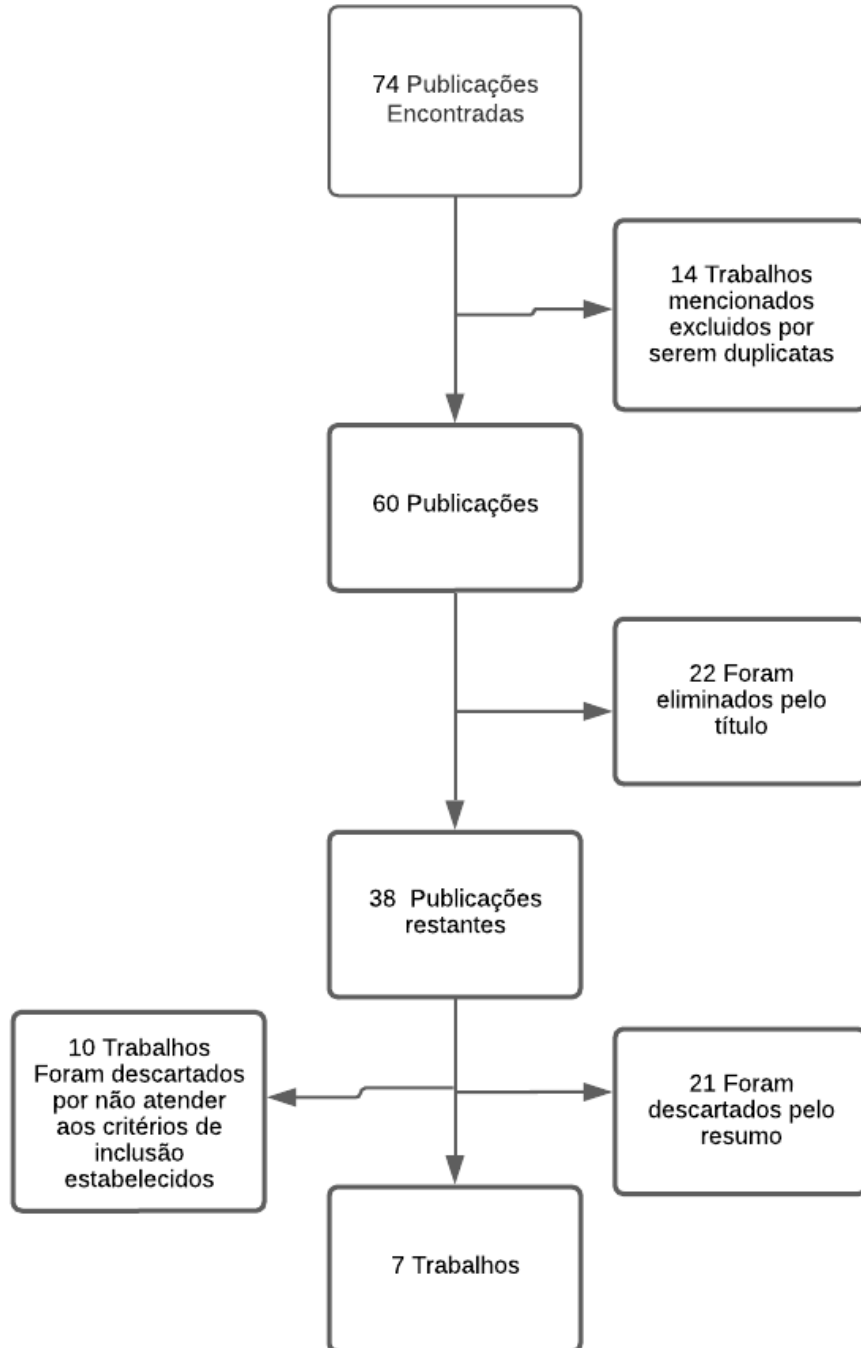 74 Publicações
Encontradas
14 Trabalhos
mencionados
excluidos por
serem duplicatas
60 Publicações
22 Foram
eliminados pelo
título
38 Publicações
restantes
10 Trabalhos
Foram descartados
por não atender
aos critérios de
inclusão
estabelecidos
21 Foram
descartados pelo
resumo
7 Trabalhos